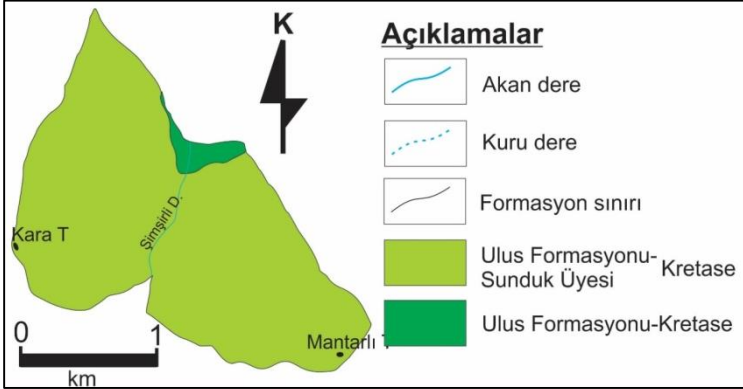 K
Şimşirli D.
Kara T
Mantarlı T
0 1
km
Açıklamalar
Akan dere
Kuru dere
Formasyon sınırı
Ulus Formasyonu-
Sunduk Üyesi Kretase
Ulus Formasyonu-Kretase